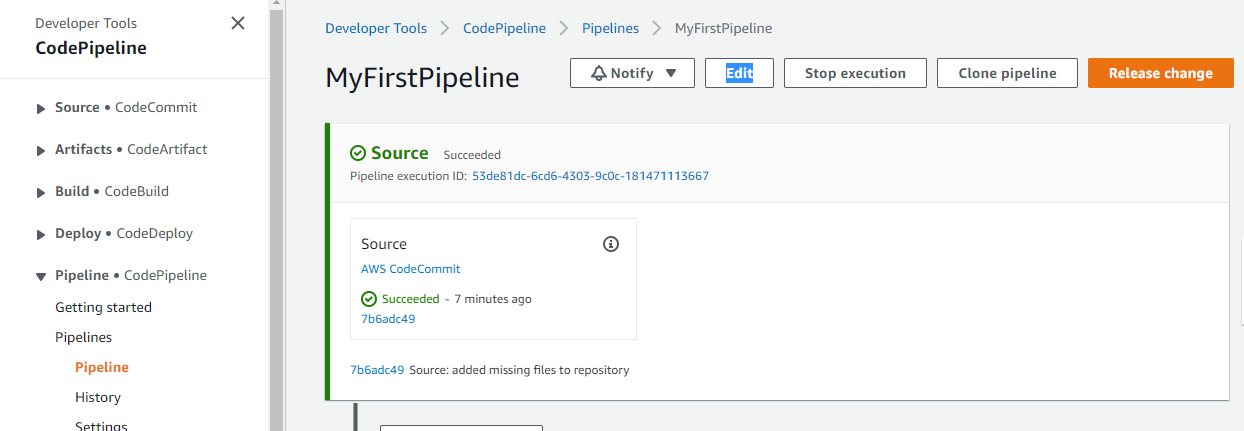 Developer Tools
CodePipeline
Source • CodeCommit
Artifacts • CodeArtifact
Build • CodeBuild
Deploy • CodeDeploy
Pipeline • CodePipeline
Getting started
Pipelines
Pipeline
History
Settings
Developer Tools > CodePipeline > Pipelines > MyFirstPipeline
MyFirstPipeline
Notify
Edit
Stop execution
Clone pipeline
Release change
Source Succeeded
Pipeline execution ID: 53de81dc-6cd6-4303-9c0c-181471113667
Source
AWS CodeCommit
Succeeded - 7 minutes ago
7b6adc49
7b6adc49 Source: added missing files to repository